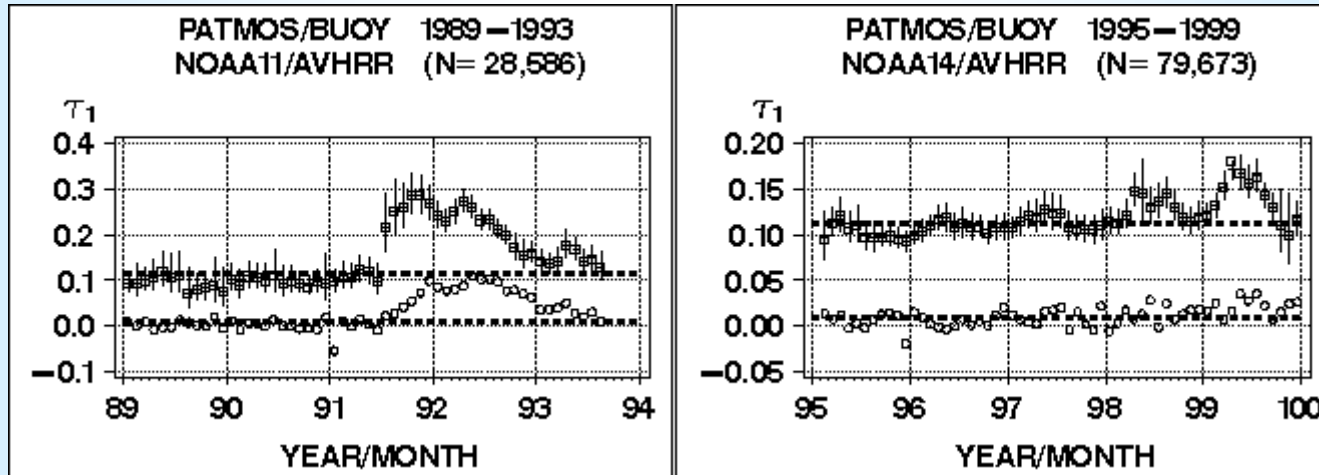 PATMOS/BUOY 1989–1993
NOAA11/AVHRR (N= 28,586)
τ1
0.4
0.3
0.2
0.1
0.0
−0.1
89 90 91 92 93 94
YEAR/MONTH
PATMOS/BUOY 1995–1999
NOAA14/AVHRR (N= 79,673)
τ1
0.20
0.15
0.10
0.05
0.00
−0.05
95 96 97 98 99 100
YEAR/MONTH